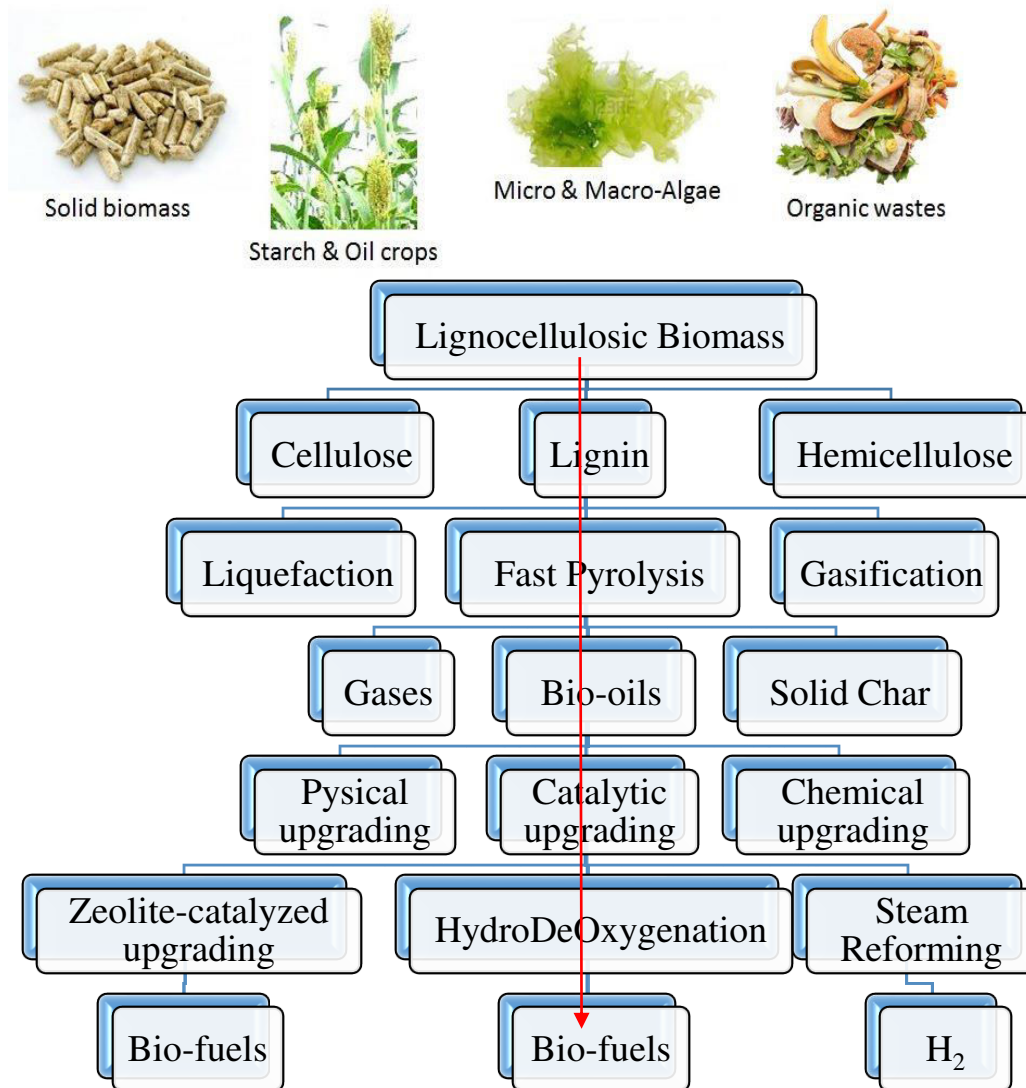 Solid biomass
Starch & Oil crops
Micro & Macro-Algae
Organic wastes
Lignocellulosic Biomass
Cellulose
Lignin
Hemicellulose
Liquefaction
Fast Pyrolysis
Gasification
Gases
Bio-oils
Solid Char
Pysical
upgrading
Catalytic
upgrading
Chemical
upgrading
Zeolite-catalyzed
upgrading
HydroDeOxygenation
Steam
Reforming
Bio-fuels
Bio-fuels
H₂